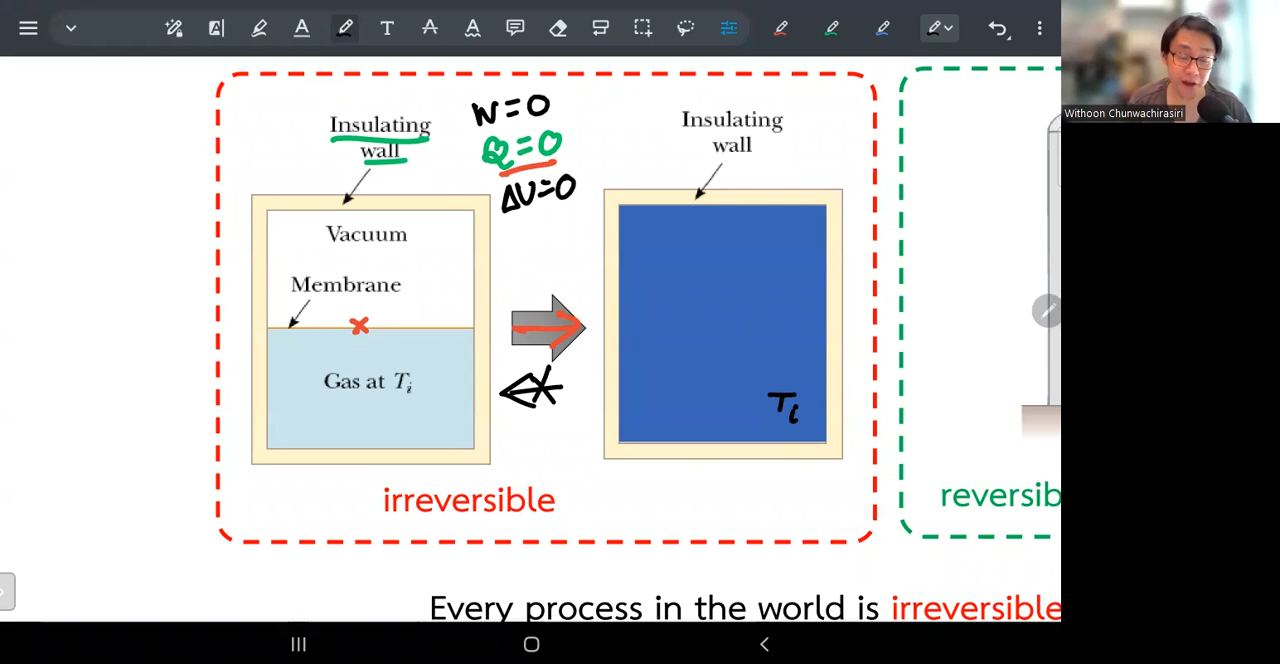 Withoon Chunwachirasiri
Insulating
wall
W=0
Q=0
ΔU=0
Vacuum
Membrane
Gas at Ti
Insulating
wall
Ti
irreversible
reversib
Every process in the world is irreversible